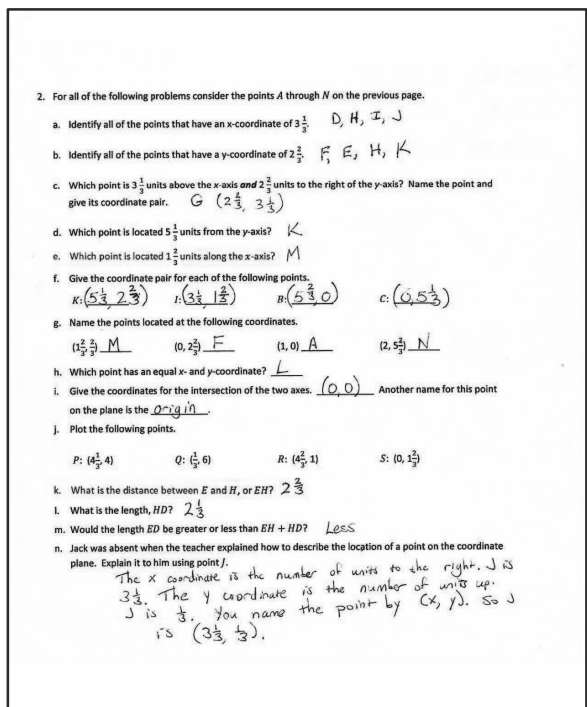 2. For all of the following problems consider the points A through N on the previous page.
a. Identify all of the points that have an x-coordinate of 3 1/3. D, H, I, J
b. Identify all of the points that have a y-coordinate of 2 2/3. F, E, H, K
c. Which point is 3 1/3 units above the x-axis and 2 2/3 units to the right of the y-axis? Name the point and
give its coordinate pair. G (2 2/3, 3 1/3)
d. Which point is located 5 1/3 units from the y-axis? K
e. Which point is located 1 2/3 units along the x-axis? M
f. Give the coordinate pair for each of the following points.
K: (5 1/3, 2 2/3) I: (3 1/3, 1 2/3) B: (5 2/3, 0) C: (0, 5 1/3)
g. Name the points located at the following coordinates.
(1 2/3, 2/3) M (0, 2 2/3) F (1, 0) A (2, 5 2/3) N
h. Which point has an equal x- and y-coordinate? L
i. Give the coordinates for the intersection of the two axes. (0, 0) Another name for this point
on the plane is the origin.
j. Plot the following points.
P: (4 1/3, 4) Q: (1/3, 6) R: (4 2/3, 1) S: (0, 1 2/3)
k. What is the distance between E and H, or EH? 2 2/3
l. What is the length, HD? 2 1/3
m. Would the length ED be greater or less than EH + HD? Less
n. Jack was absent when the teacher explained how to describe the location of a point on the coordinate
plane. Explain it to him using point J.
The x coordinate is the number of units to the right. J is
3 1/3. The y coordinate is the number of units up.
J is 1/3. You name the point by (x, y). So J
is (3 1/3, 1/3).